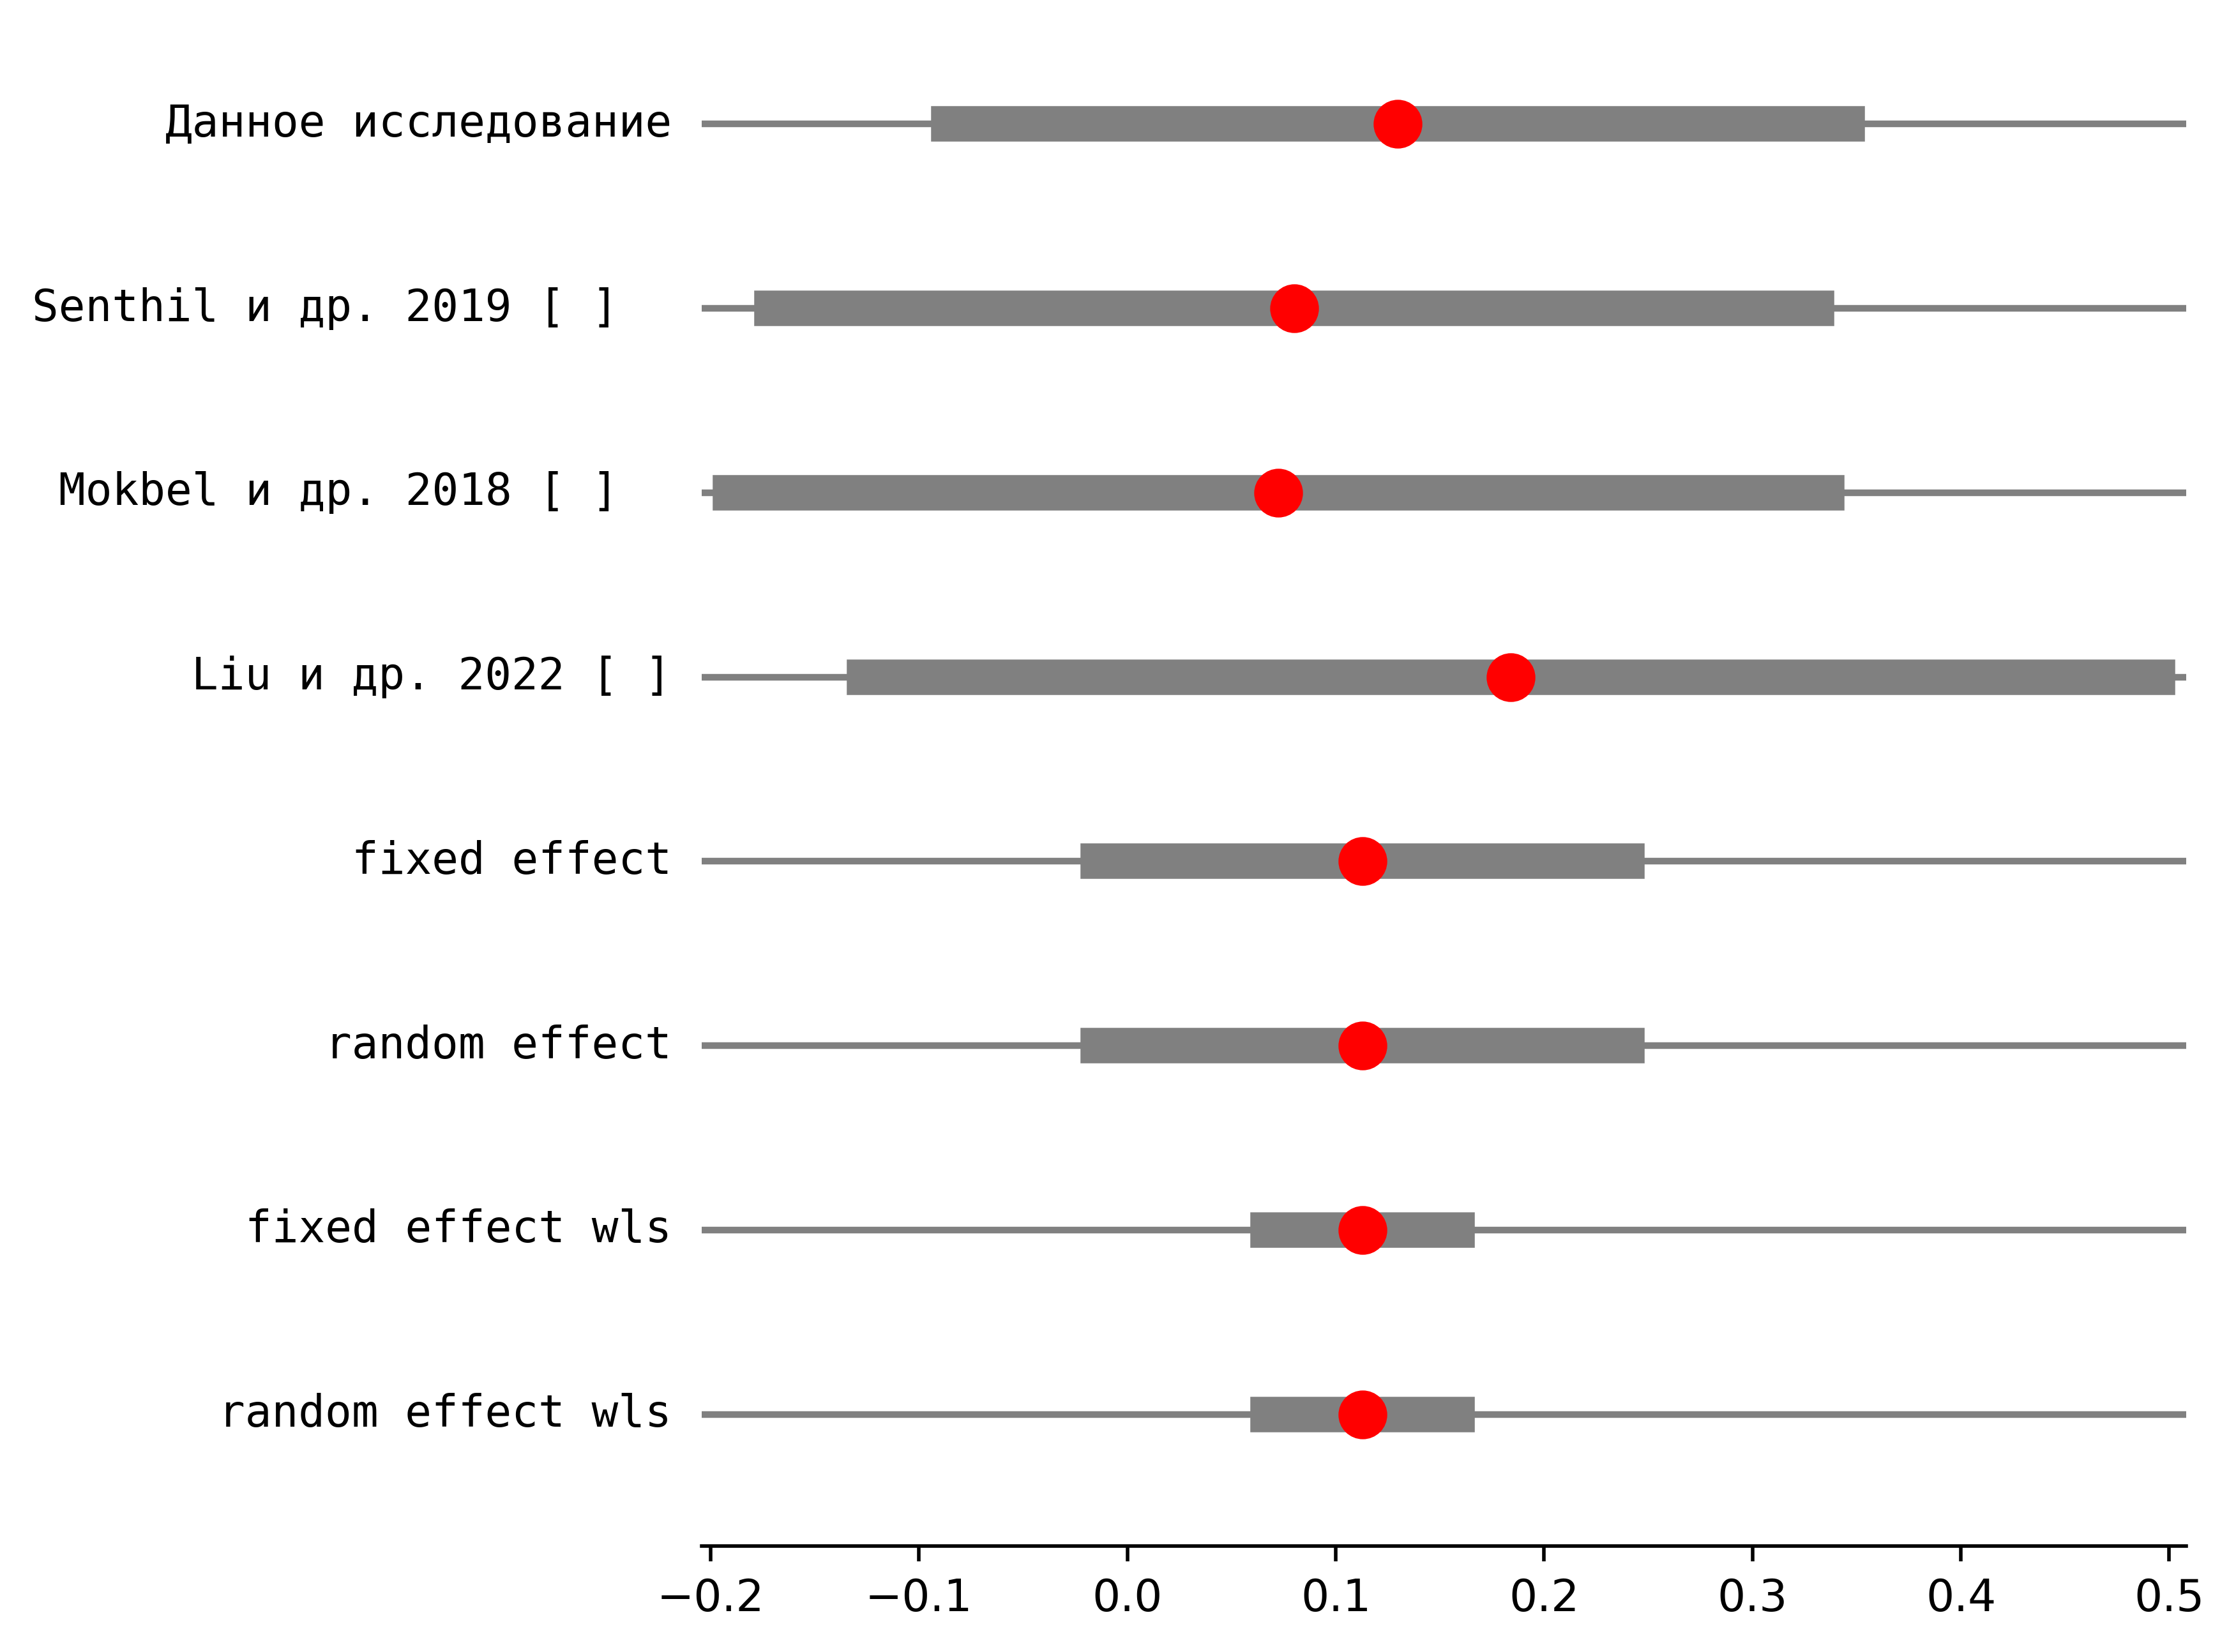 Данное исследование
Senthil и др. 2019 [ ]
Mokbel и др. 2018 [ ]
Liu и др. 2022 [ ]
fixed effect
random effect
fixed effect wls
random effect wls
−0.2 −0.1 0.0 0.1 0.2 0.3 0.4 0.5